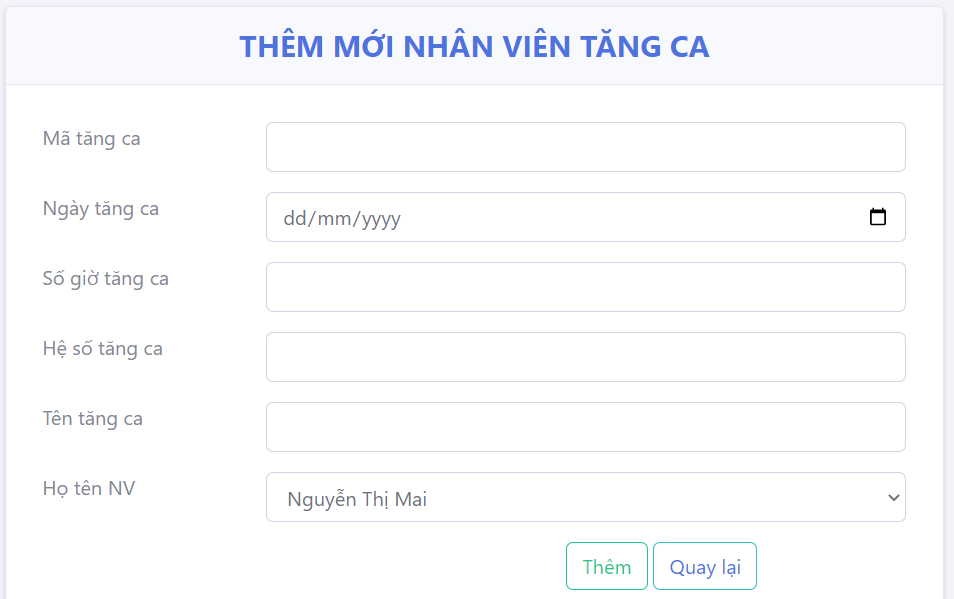 THÊM MỚI NHÂN VIÊN TĂNG CA
Mã tăng ca
Ngày tăng ca
dd/mm/yyyy
Số giờ tăng ca
Hệ số tăng ca
Tên tăng ca
Họ tên NV
Nguyễn Thị Mai
Thêm Quay lại